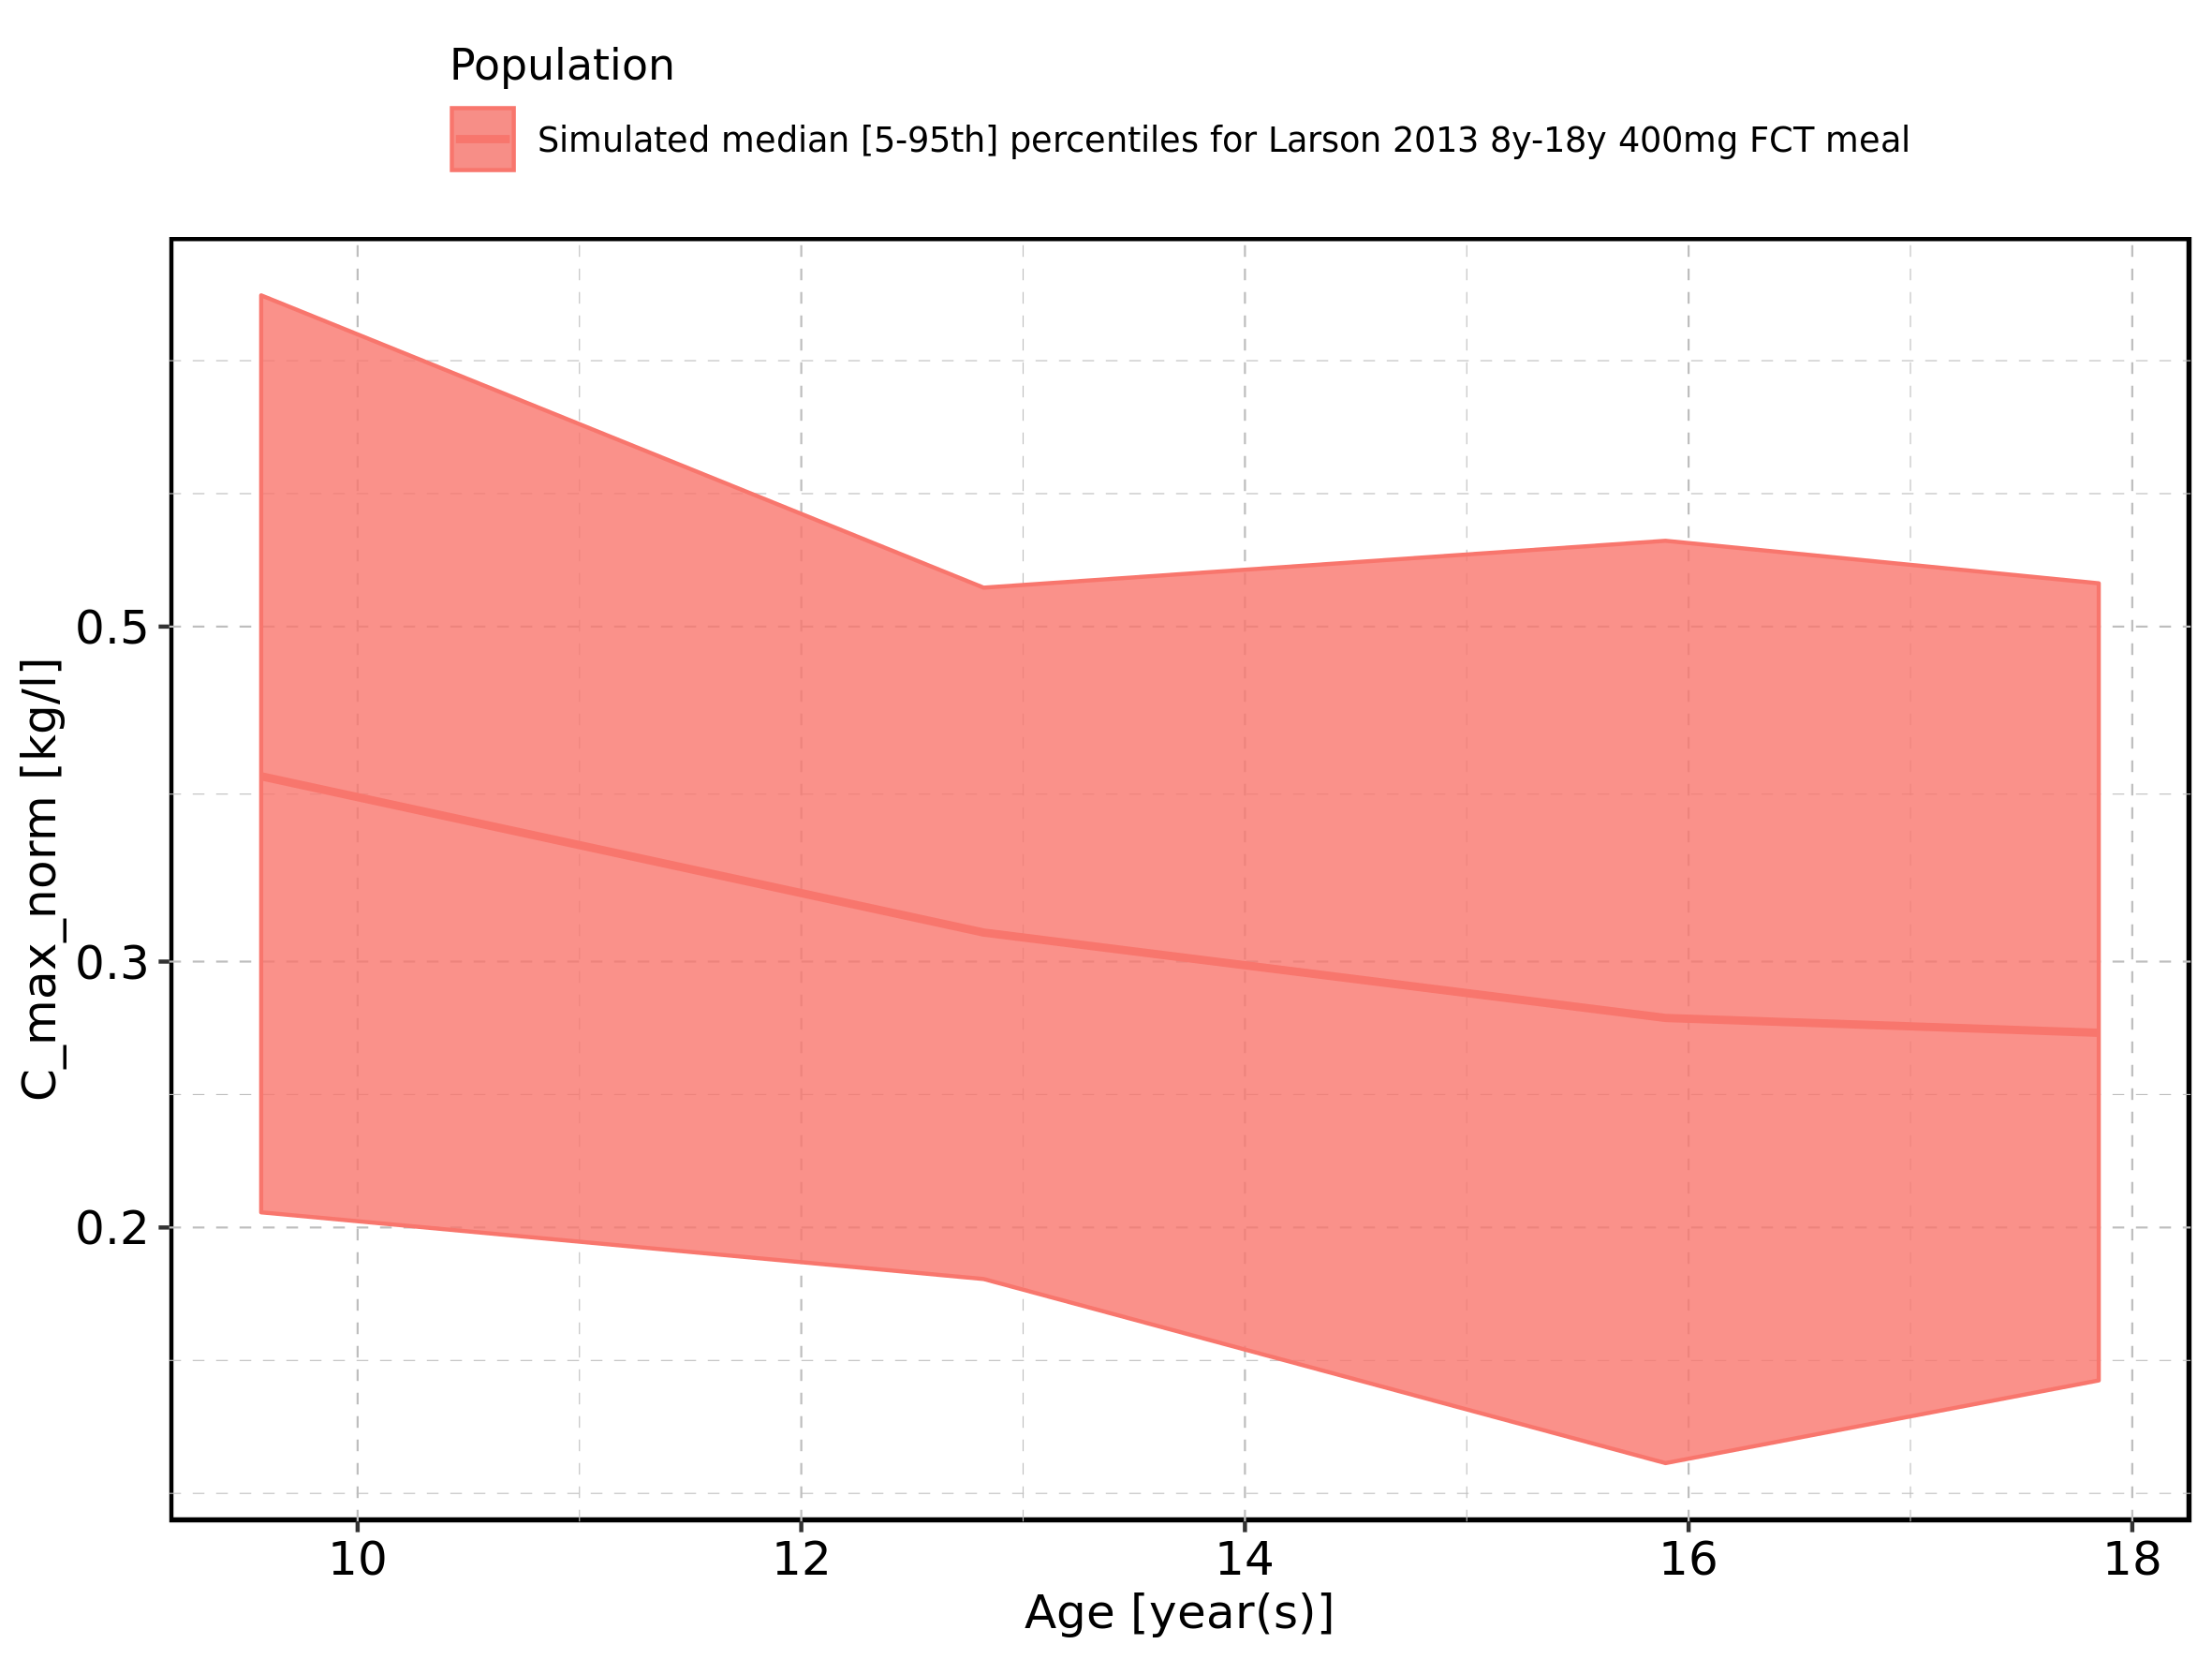 Population
Simulated median [5-95th] percentiles for Larson 2013 8y-18y 400mg FCT meal
C_max_norm [kg/l]
0.5
0.3
0.2
10 12 14 16 18
Age [year(s)]